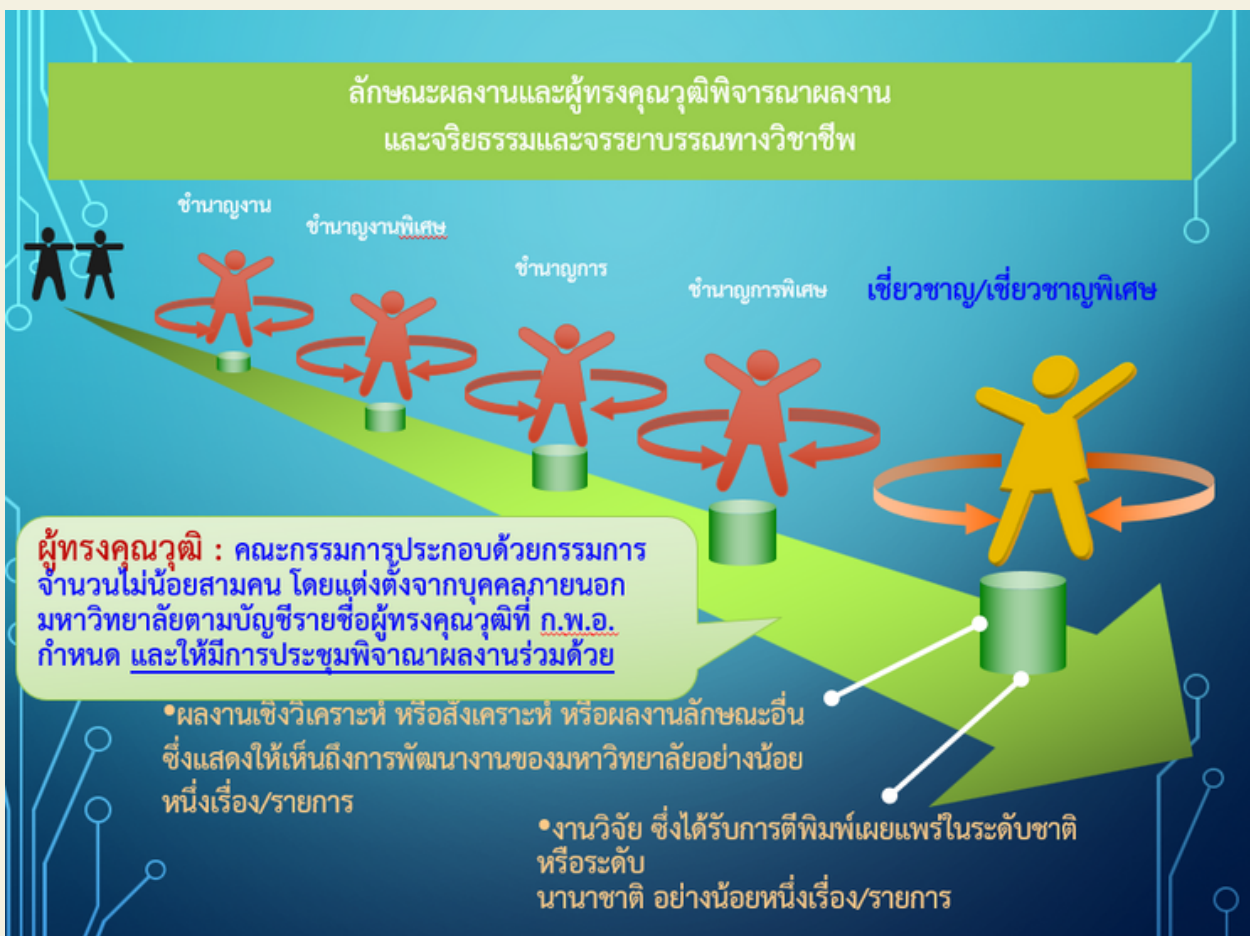 ลักษณะผลงานและผู้ทรงคุณวุฒิพิจารณาผลงาน
และจริยธรรมและจรรยาบรรณทางวิชาชีพ
ชำนาญงาน
ชำนาญงานพิเศษ
ชำนาญการ
ชำนาญการพิเศษ
เชี่ยวชาญ/เชี่ยวชาญพิเศษ
ผู้ทรงคุณวุฒิ : คณะกรรมการประกอบด้วยกรรมการ
จำนวนไม่น้อยสามคน โดยแต่งตั้งจากบุคคลภายนอก
มหาวิทยาลัยตามบัญชีรายชื่อผู้ทรงคุณวุฒิที่ ก.พ.อ.
กำหนด และให้มีการประชุมพิจาณาผลงานร่วมด้วย
•ผลงานเชิงวิเคราะห์ หรือสังเคราะห์ หรือผลงานลักษณะอื่น
ซึ่งแสดงให้เห็นถึงการพัฒนางานของมหาวิทยาลัยอย่างน้อย
หนึ่งเรื่อง/รายการ
•งานวิจัย ซึ่งได้รับการตีพิมพ์เผยแพร่ในระดับชาติ
หรือระดับ
นานาชาติ อย่างน้อยหนึ่งเรื่อง/รายการ